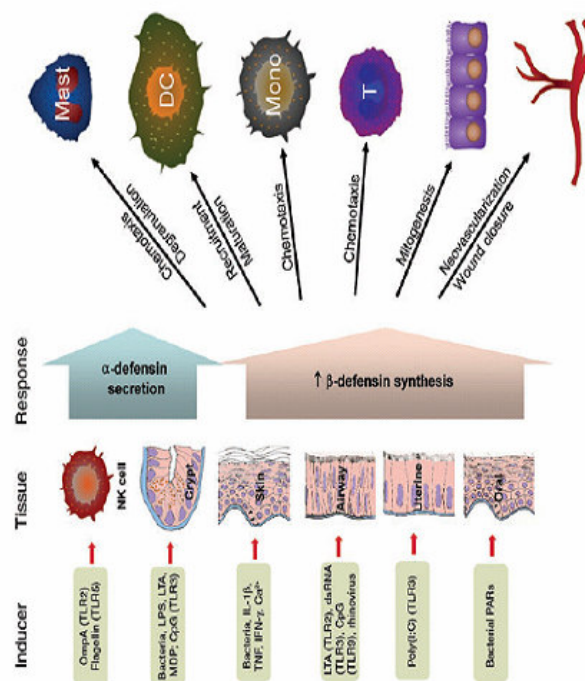 Mast
DC
Mono
T
Chemotaxis
Degranulation
Recruitment
Maturation
Chemotaxis
Chemotaxis
Mitogenesis
Neovascularization
Wound closure
Response
α-defensin
secretion
↑ β-defensin synthesis
Tissue
NK cell
Crypt
Skin
Airway
Uterine
Oral
Inducer
OmpA (TLR2)
Flagellin (TLR5)
Bacteria, LPS, LTA,
MDP; CpG (TLR3)
Bacteria, IL-1β,
TNF, IFN-γ, Ca²⁺
LTA (TLR2), dsRNA
(TLR3), CpG
(TLR9), rhinovirus
Poly(I:C) (TLR3)
Bacterial PARs